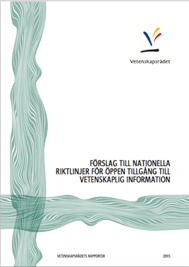 Vetenskapsrådet
FÖRSLAG TILL NATIONELLA
RIKTLINJER FÖR ÖPPEN TILLGÅNG TILL
VETENSKAPLIG INFORMATION
VETENSKAPSRÅDETS RAPPORTER
2015